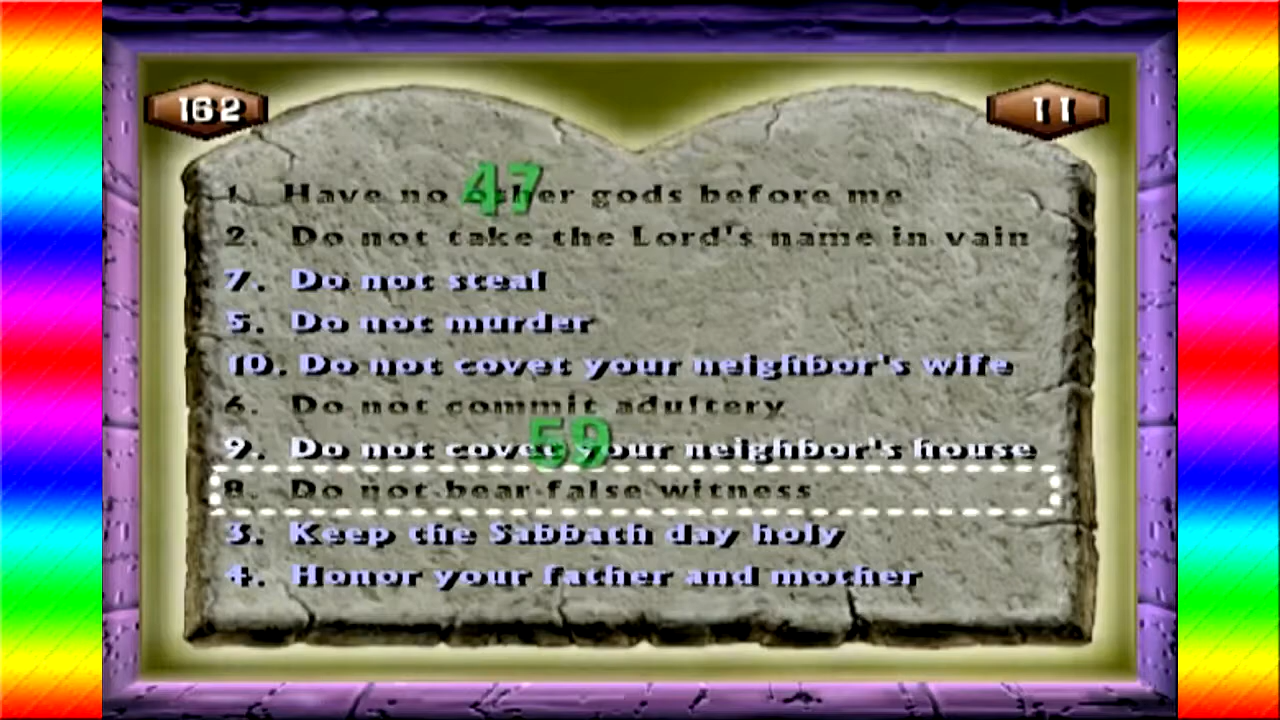 162
11
47
1. Have no other gods before me
2. Do not take the Lord's name in vain
7. Do not steal
5. Do not murder
10. Do not covet your neighbor's wife
6. Do not commit adultery
59
9. Do not covet your neighbor's house
8. Do not bear false witness
3. Keep the Sabbath day holy
4. Honor your father and mother